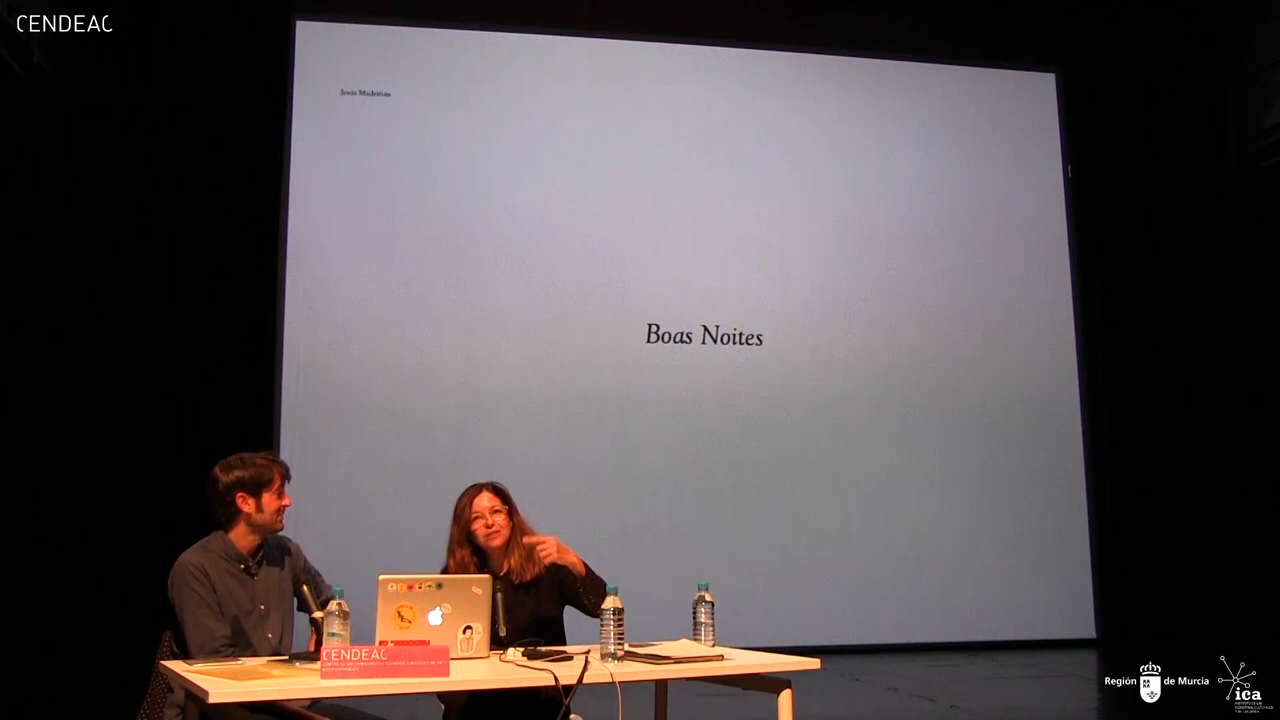 CENDEAC
Jesús Madriñán
Boas Noites
CENDEAC
Región de Murcia
ica